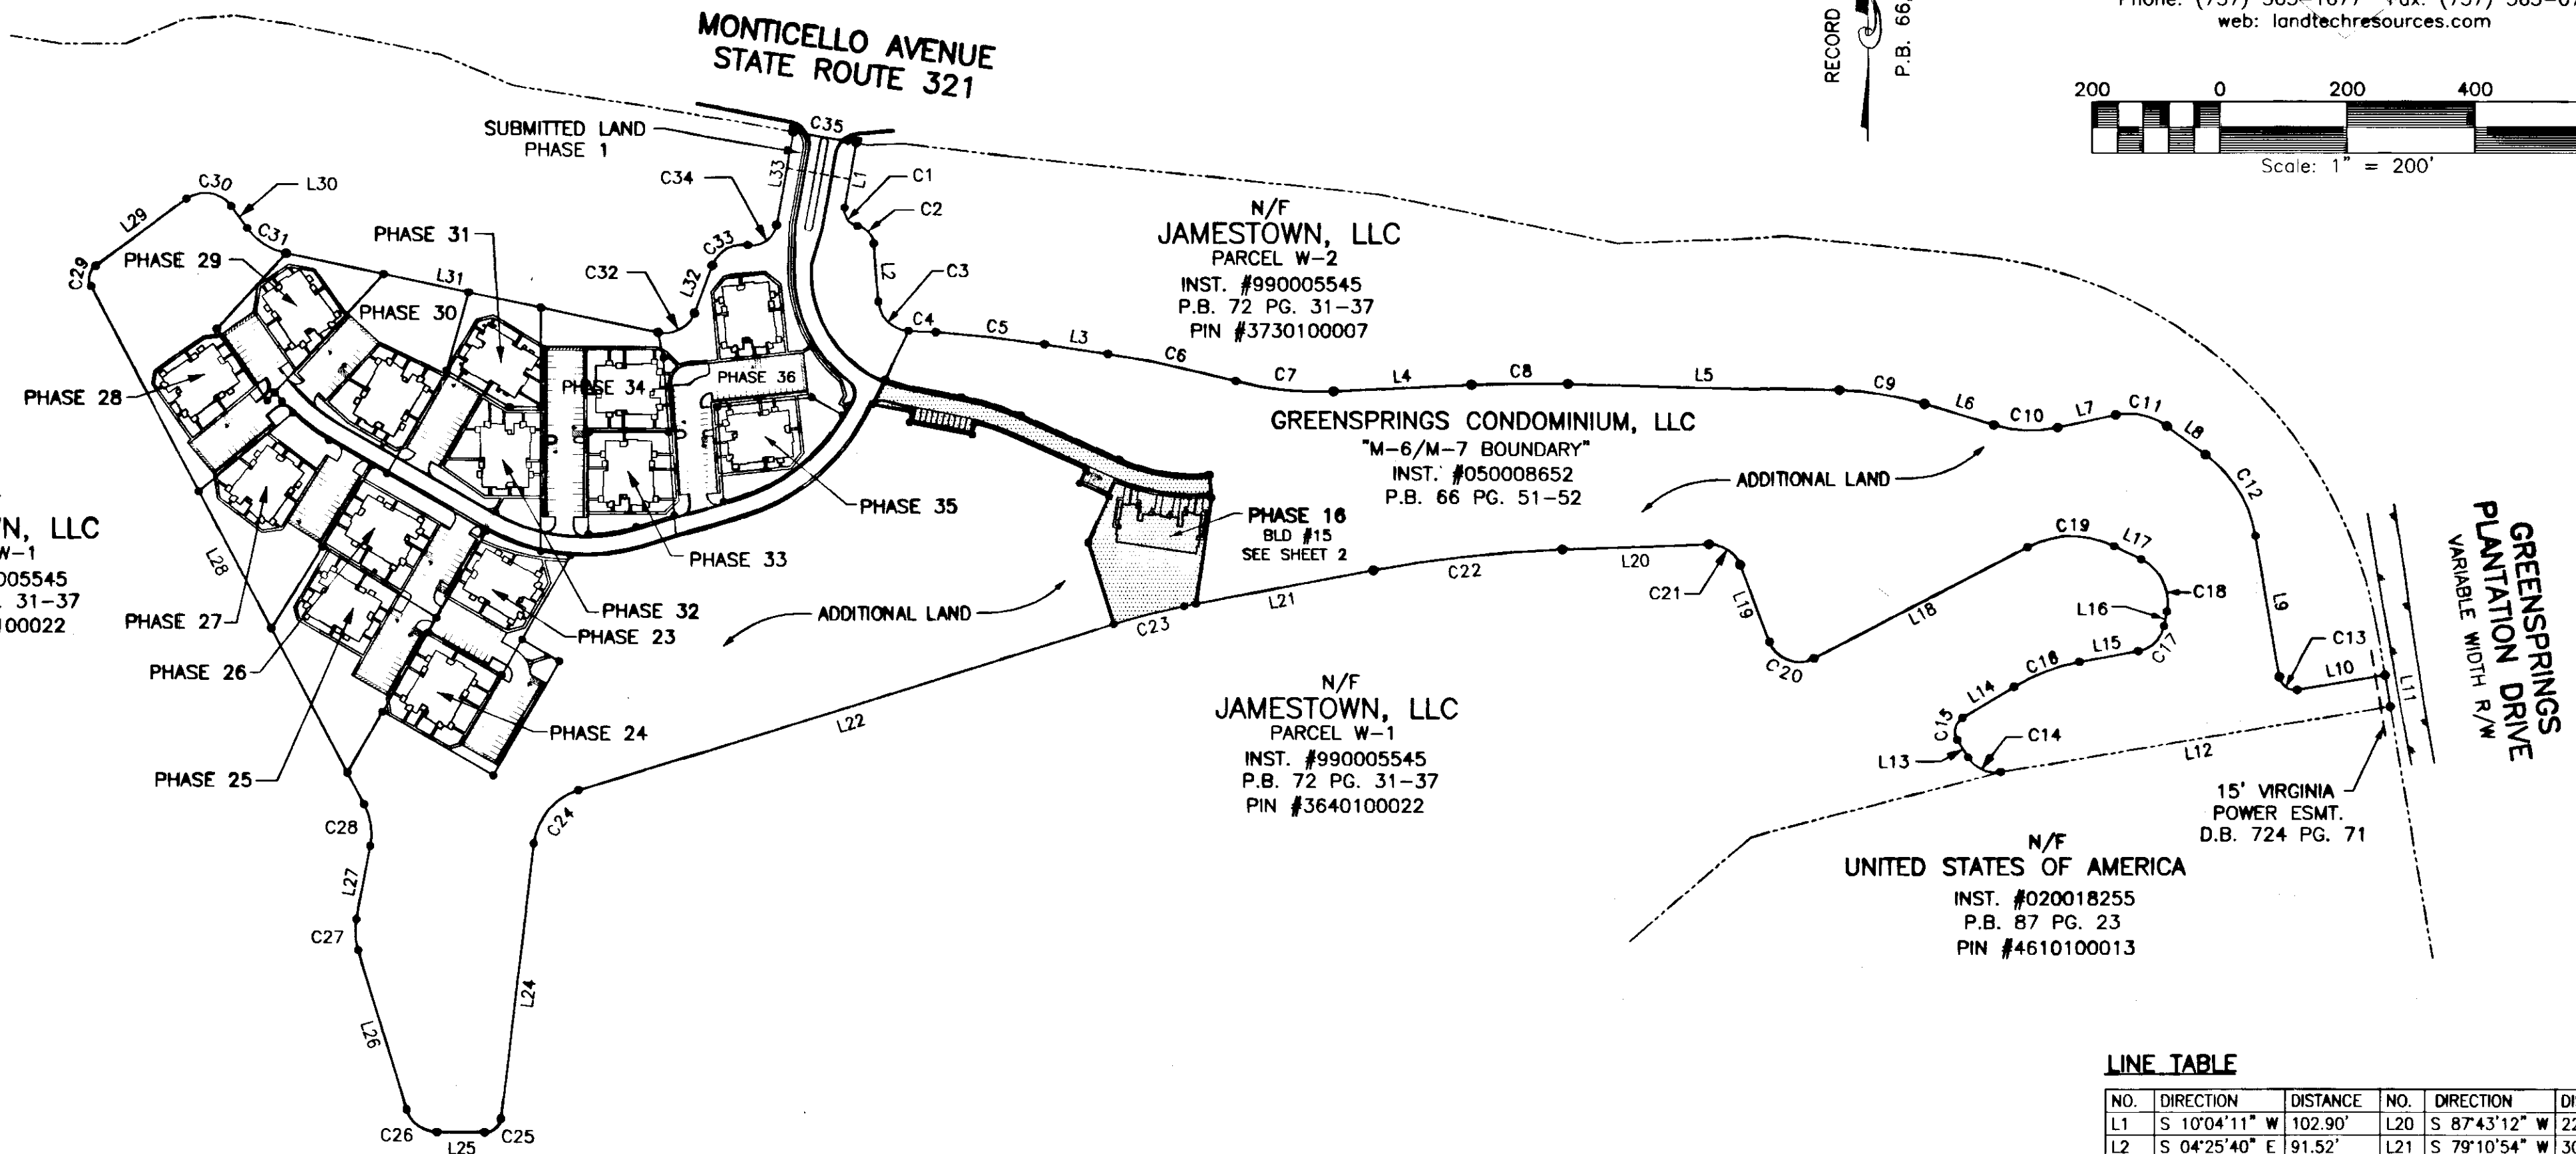 MONTICELLO AVENUE
STATE ROUTE 321
RECORD
P.B. 66,
web: landtechresources.com
200 0 200 400
Scale: 1" = 200'
SUBMITTED LAND
PHASE 1
C35
L33
L1
C1
C34
C2
C33
L2
C3
C32
L32
C30
L30
L29
C31
C29
PHASE 31
PHASE 29
L31
PHASE 30
PHASE 28
PHASE 34
PHASE 36
N/F
JAMESTOWN, LLC
PARCEL W-2
INST. #990005545
P.B. 72 PG. 31-37
PIN #3730100007
C4
C5
L3
C6
C7
L4
C8
L5
C9
L6
C10
L7
C11
L8
C12
L9
C13
L10
L11
GREENSPRINGS CONDOMINIUM, LLC
"M-6/M-7 BOUNDARY"
INST. #050008652
P.B. 66 PG. 51-52
ADDITIONAL LAND
PHASE 35
PHASE 33
PHASE 16
BLD #15
SEE SHEET 2
WN, LLC
W-1
005545
31-37
100022
L28
PHASE 27
PHASE 32
PHASE 23
PHASE 26
PHASE 24
PHASE 25
ADDITIONAL LAND
C23
L21
C22
L20
C21
L19
C20
L18
C19
L17
C18
L16
C17
L15
C16
L14
C15
L13
C14
L12
GREENSPRINGS
PLANTATION DRIVE
VARIABLE WIDTH R/W
15' VIRGINIA
POWER ESMT.
D.B. 724 PG. 71
L22
N/F
JAMESTOWN, LLC
PARCEL W-1
INST. #990005545
P.B. 72 PG. 31-37
PIN #3640100022
N/F
UNITED STATES OF AMERICA
INST. #020018255
P.B. 87 PG. 23
PIN #4610100013
C28
C24
L27
C27
L24
L26
C26
L25
C25
LINE TABLE
NO. DIRECTION DISTANCE NO. DIRECTION
L1 S 10°04'11" W 102.90' L20 S 87°43'12" W
L2 S 04°25'40" E 91.52' L21 S 79°10'54" W